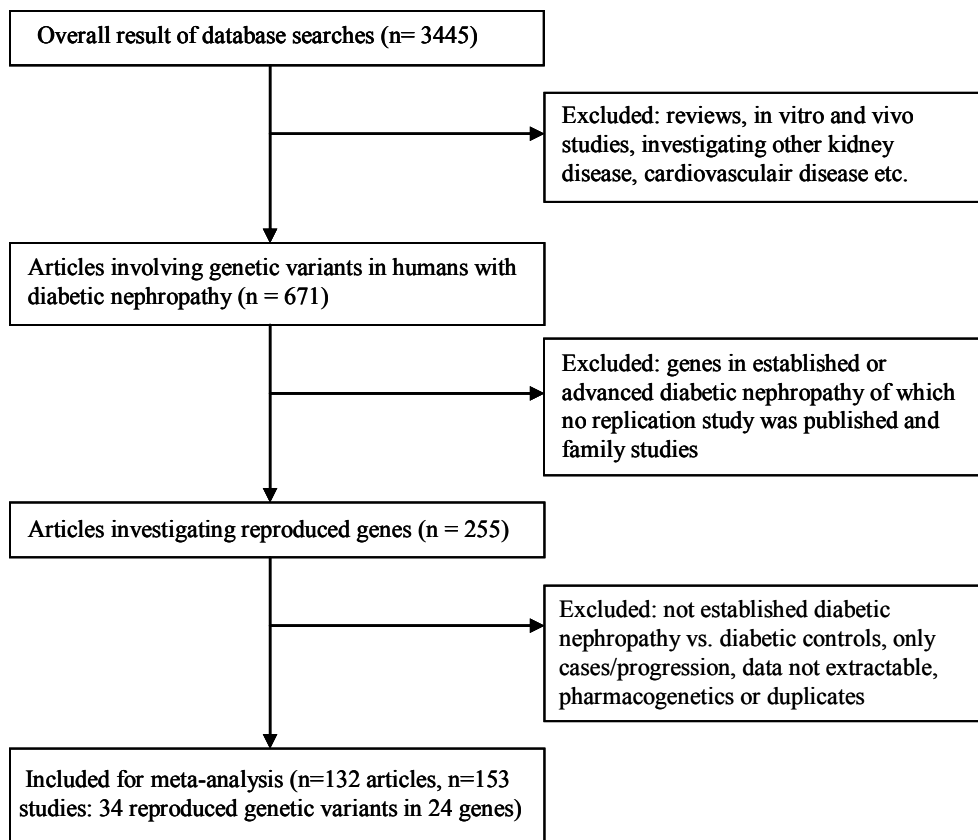 Overall result of database searches (n= 3445)
Excluded: reviews, in vitro and vivo
studies, investigating other kidney
disease, cardiovasculair disease etc.
Articles involving genetic variants in humans with
diabetic nephropathy (n = 671)
Excluded: genes in established or
advanced diabetic nephropathy of which
no replication study was published and
family studies
Articles investigating reproduced genes (n = 255)
Excluded: not established diabetic
nephropathy vs. diabetic controls, only
cases/progression, data not extractable,
pharmacogenetics or duplicates
Included for meta-analysis (n=132 articles, n=153
studies: 34 reproduced genetic variants in 24 genes)